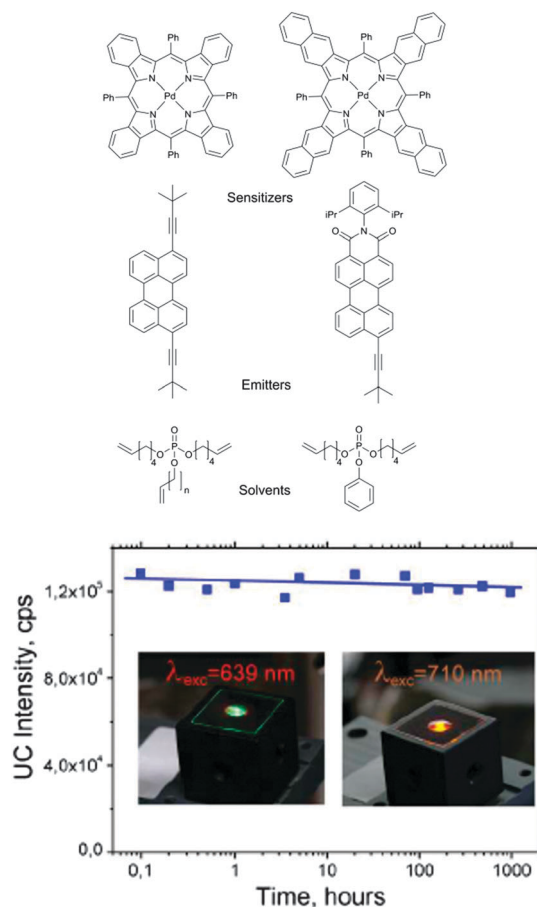 Ph Ph
N N N N
Ph Pd Ph Ph Pd Ph
N N N N
Ph Ph
Sensitizers
iPr iPr
O N O
Emitters
O O
O P O O P O
4 O 4 4 O 4
n
Solvents
1,2x10⁵
8,0x10⁴
4,0x10⁴
0,0
UC Intensity, cps
λexc=639 nm λexc=710 nm
0,1 1 10 100 1000
Time, hours